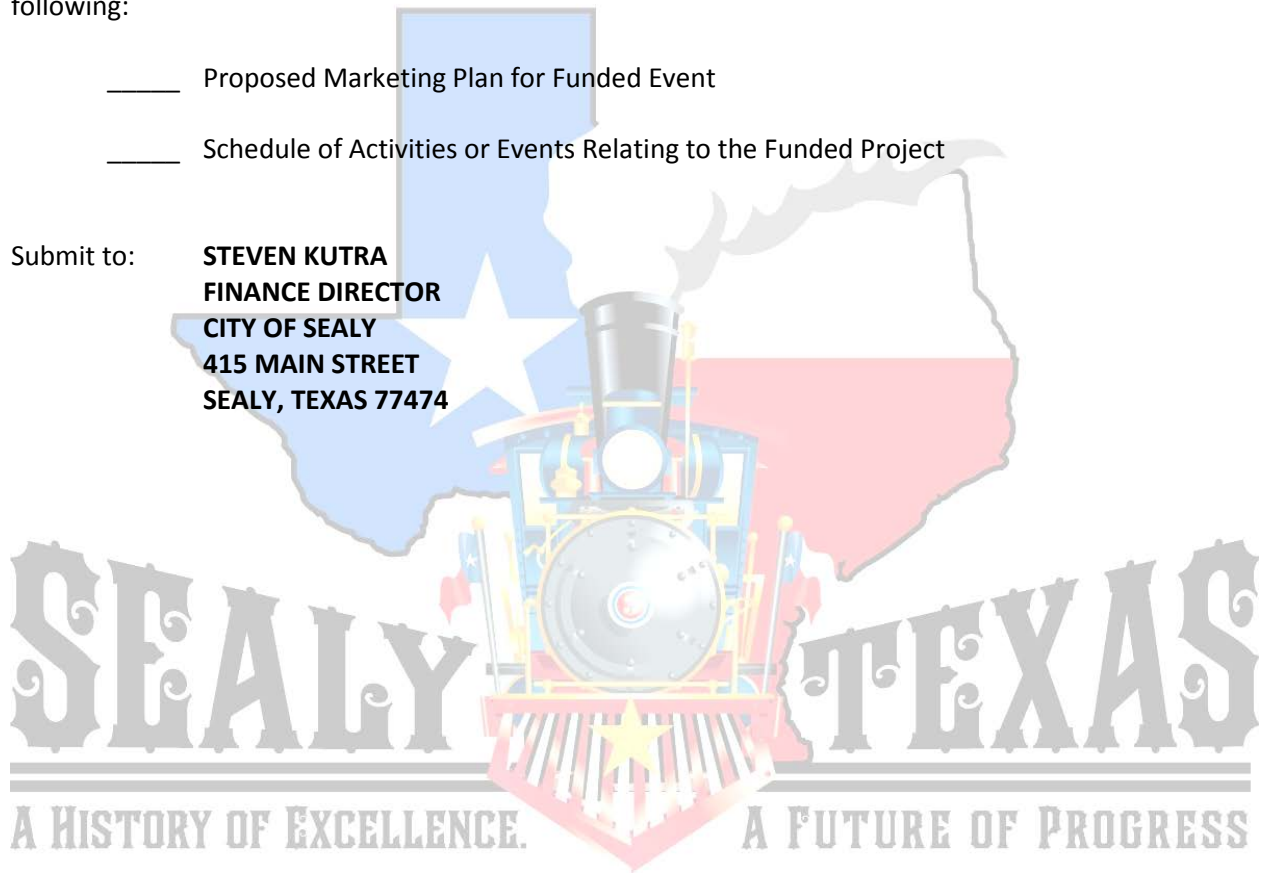 following:
_____ Proposed Marketing Plan for Funded Event
_____ Schedule of Activities or Events Relating to the Funded Project
Submit to: STEVEN KUTRA
FINANCE DIRECTOR
CITY OF SEALY
415 MAIN STREET
SEALY, TEXAS 77474
SEALY TEXAS
A HISTORY OF EXCELLENCE. A FUTURE OF PROGRESS